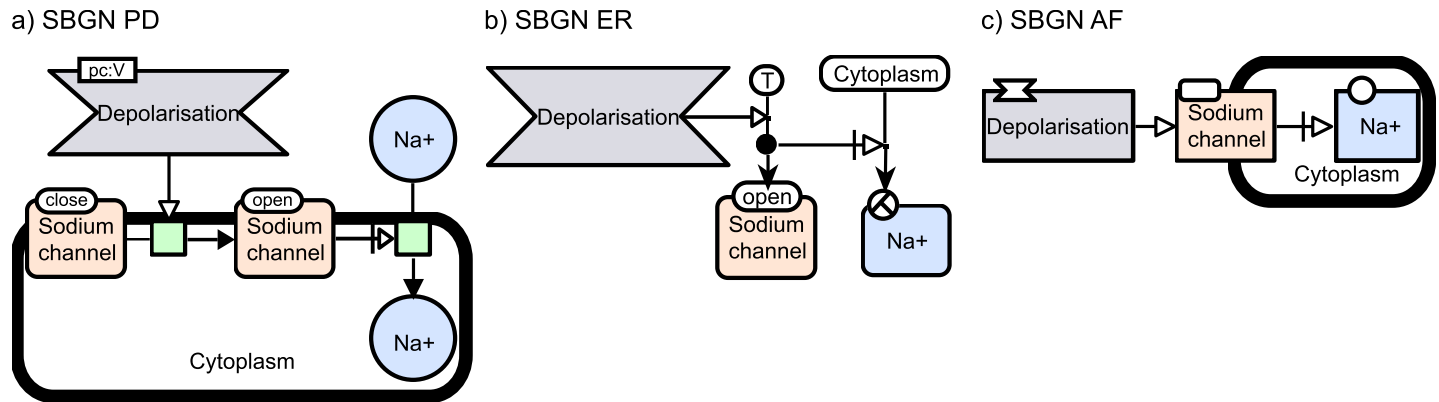 a) SBGN PD
pc:V
Depolarisation
Na+
close
Sodium
channel
open
Sodium
channel
Na+
Cytoplasm
b) SBGN ER
Depolarisation
T
Cytoplasm
open
Sodium
channel
Na+
c) SBGN AF
Depolarisation
Sodium
channel
Na+
Cytoplasm